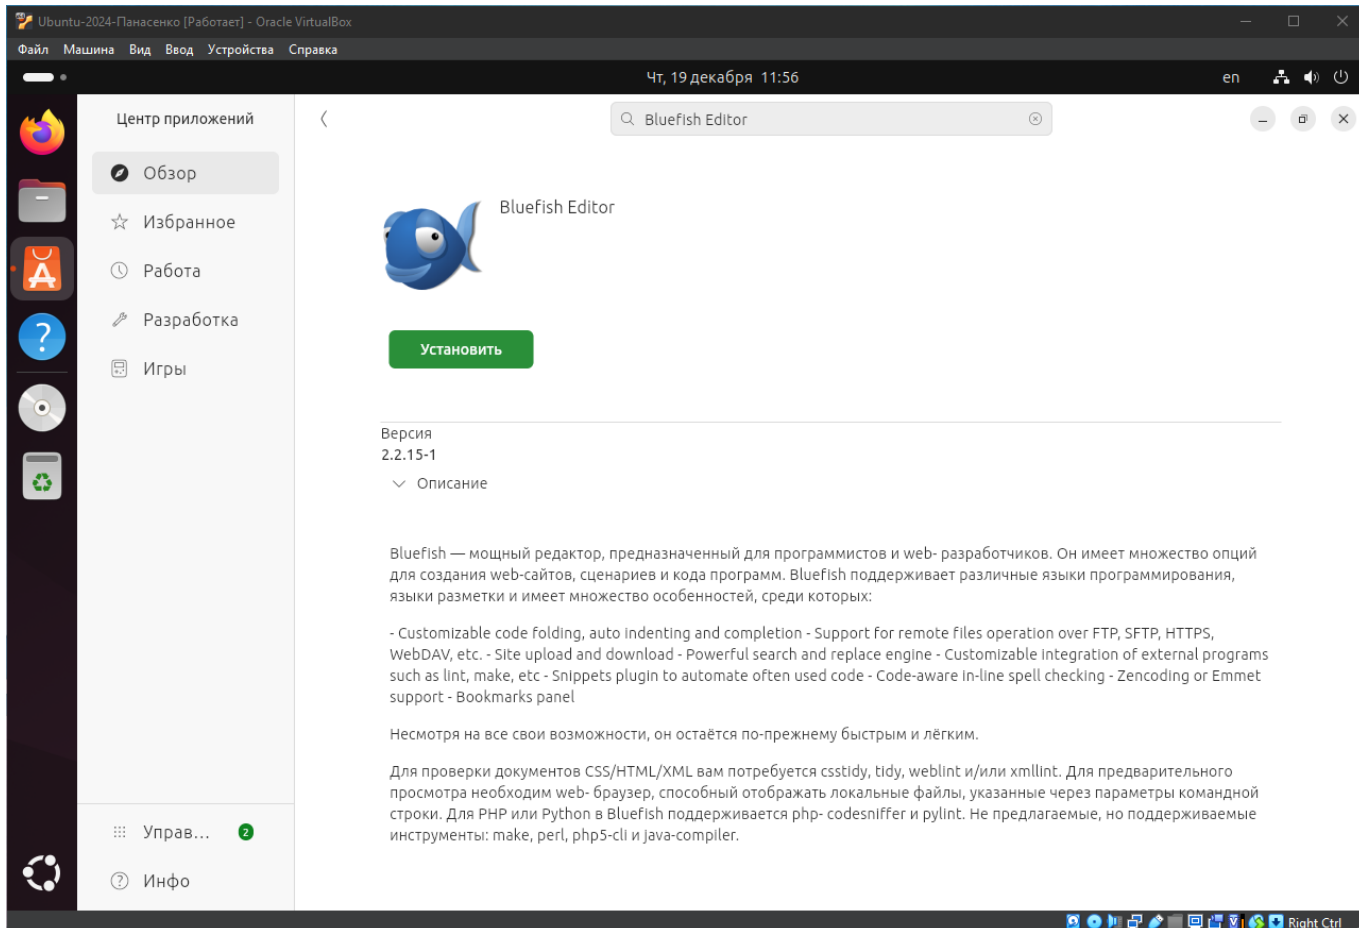 Ubuntu-2024-Панасенко [Работает] - Oracle VirtualBox
Файл Машина Вид Ввод Устройства Справка
Чт, 19 декабря 11:56
en
Центр приложений
Bluefish Editor
Обзор
Избранное
Работа
Разработка
Игры
Управ...
2
Инфо
Bluefish Editor
Установить
Версия
2.2.15-1
Описание
Bluefish — мощный редактор, предназначенный для программистов и web- разработчиков. Он имеет множество опций
для создания web-сайтов, сценариев и кода программ. Bluefish поддерживает различные языки программирования,
языки разметки и имеет множество особенностей, среди которых:
- Customizable code folding, auto indenting and completion - Support for remote files operation over FTP, SFTP, HTTPS,
WebDAV, etc. - Site upload and download - Powerful search and replace engine - Customizable integration of external programs
such as lint, make, etc - Snippets plugin to automate often used code - Code-aware in-line spell checking - Zencoding or Emmet
support - Bookmarks panel
Несмотря на все свои возможности, он остаётся по-прежнему быстрым и лёгким.
Для проверки документов CSS/HTML/XML вам потребуется csstidy, tidy, weblint и/или xmllint. Для предварительного
просмотра необходим web- браузер, способный отображать локальные файлы, указанные через параметры командной
строки. Для PHP или Python в Bluefish поддерживается php- codesniffer и pylint. Не предлагаемые, но поддерживаемые
инструменты: make, perl, php5-cli и java-compiler.
Right Ctrl